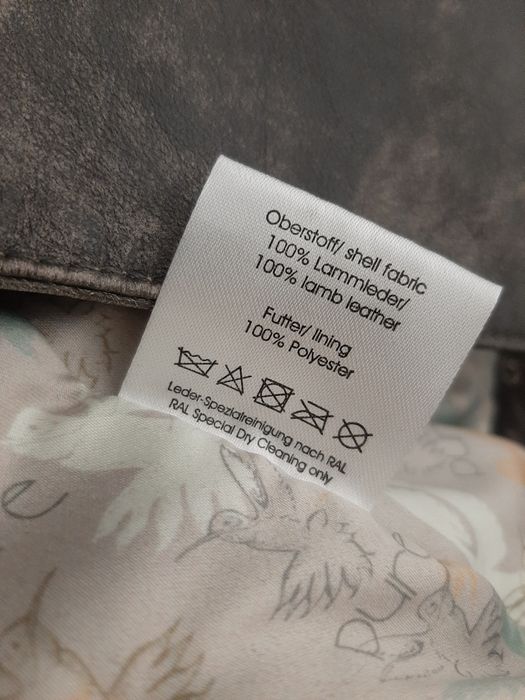 Oberstoff/ shell fabric
100% Lammleder/
100% lamb leather
Futter/ lining
100% Polyester
Leder-Spezialreinigung nach RAL
RAL Special Dry Cleaning only
e
pure